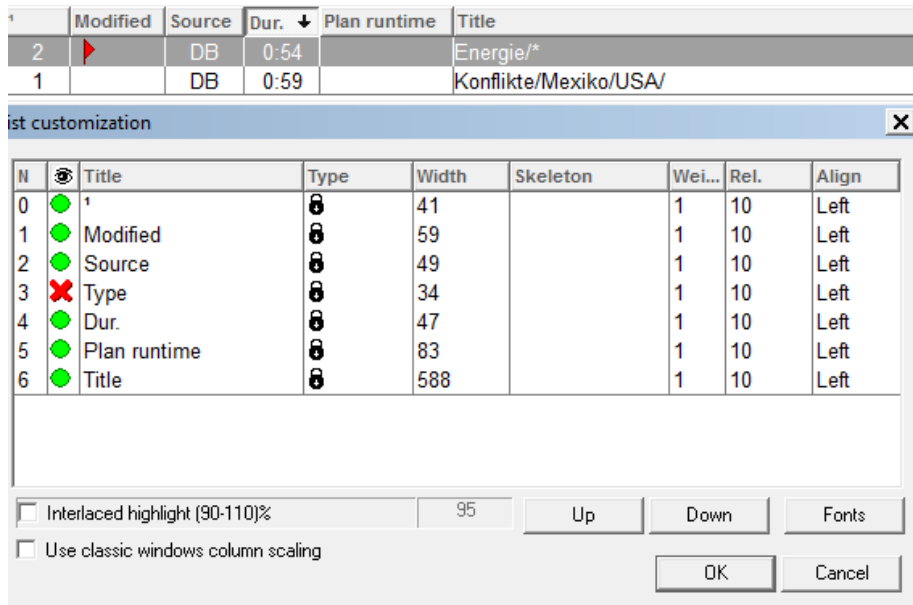 ¹ Modified Source Dur. Plan runtime Title
2 DB 0:54 Energie/*
1 DB 0:59 Konflikte/Mexiko/USA/
ist customization
N Title Type Width Skeleton Wei... Rel. Align
0 ¹ 41 1 10 Left
1 Modified 59 1 10 Left
2 Source 49 1 10 Left
3 Type 34 1 10 Left
4 Dur. 47 1 10 Left
5 Plan runtime 83 1 10 Left
6 Title 588 1 10 Left
Interlaced highlight (90-110)% 95 Up Down Fonts
Use classic windows column scaling
OK Cancel